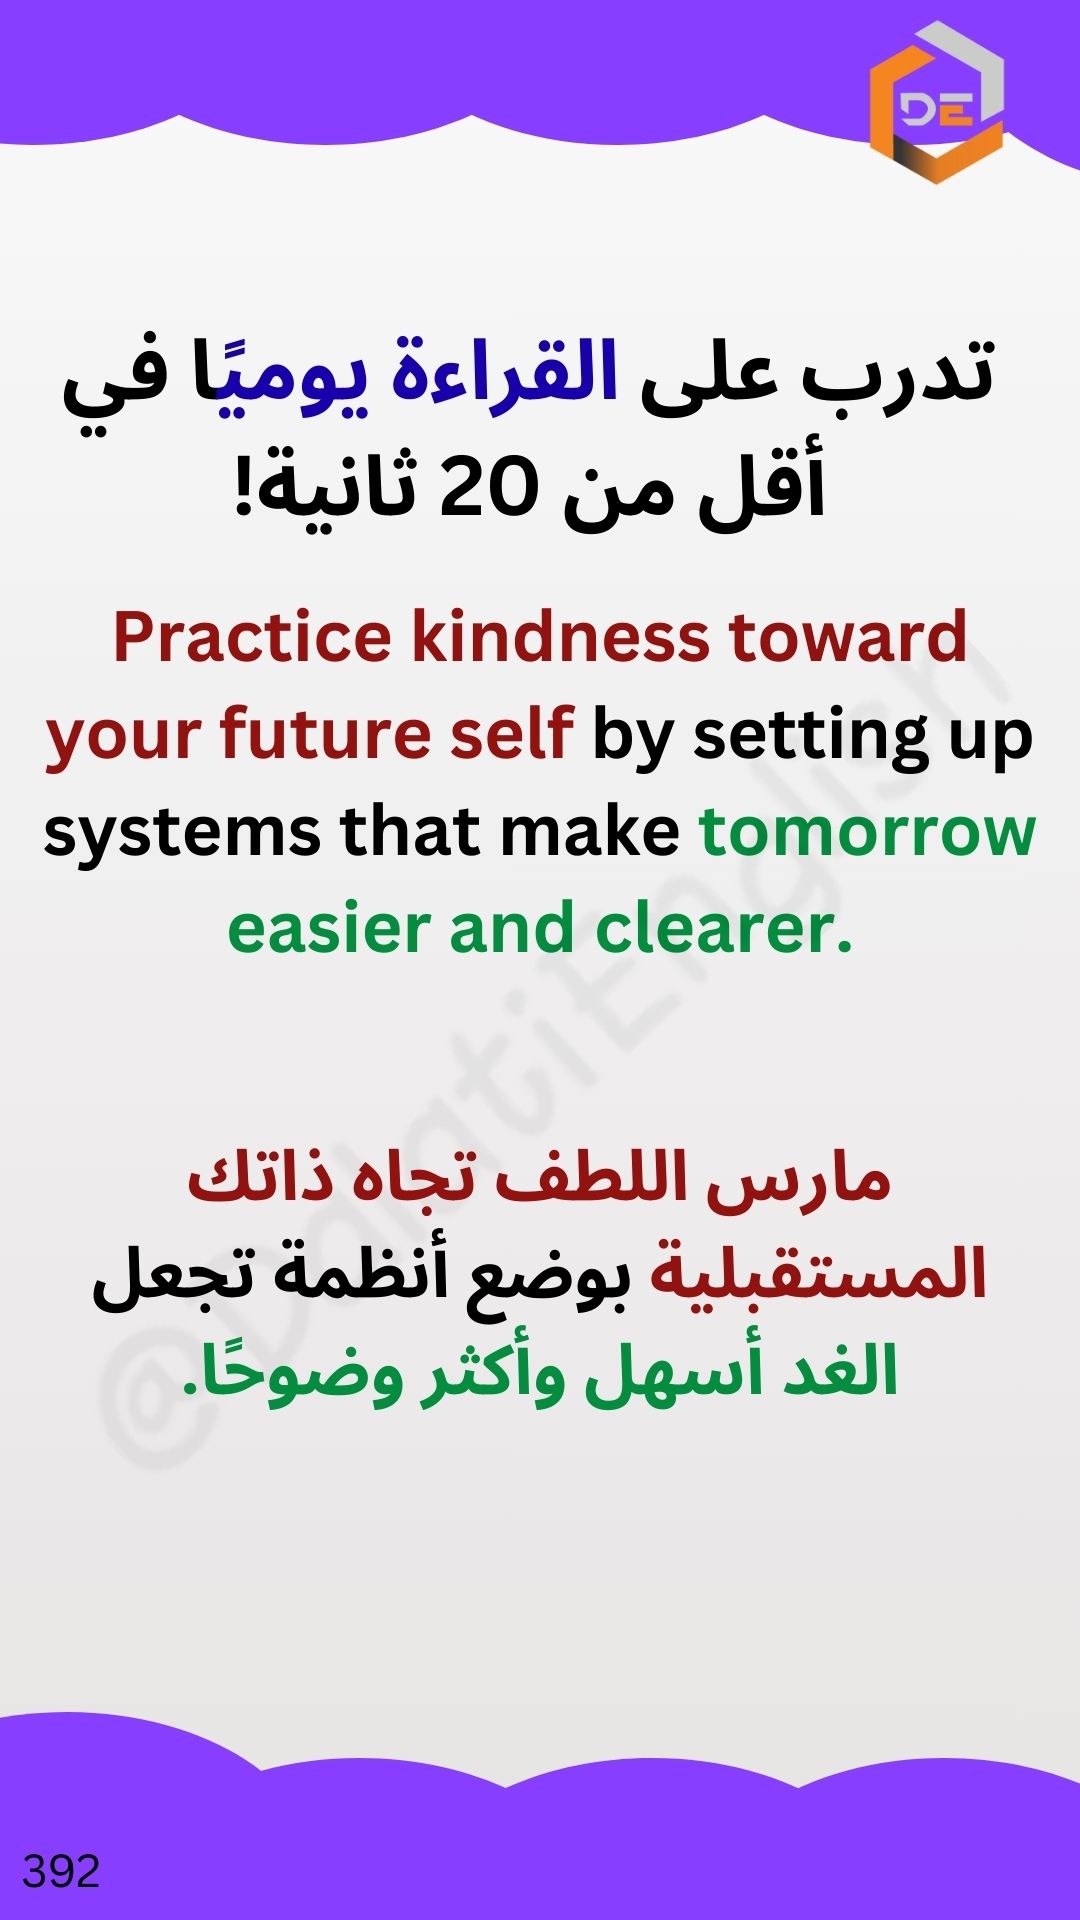 DE
تدرب على القراءة يوميًا في
أقل من 20 ثانية!
Practice kindness toward
your future self by setting up
systems that make tomorrow
easier and clearer.
مارس اللطف تجاه ذاتك
المستقبلية بوضع أنظمة تجعل
الغد أسهل وأكثر وضوحًا.
@DdlatiEnglish
392